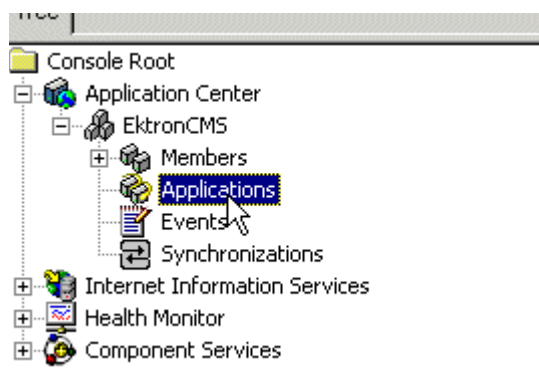 Tree
Console Root
Application Center
EktronCMS
Members
Applications
Events
Synchronizations
Internet Information Services
Health Monitor
Component Services